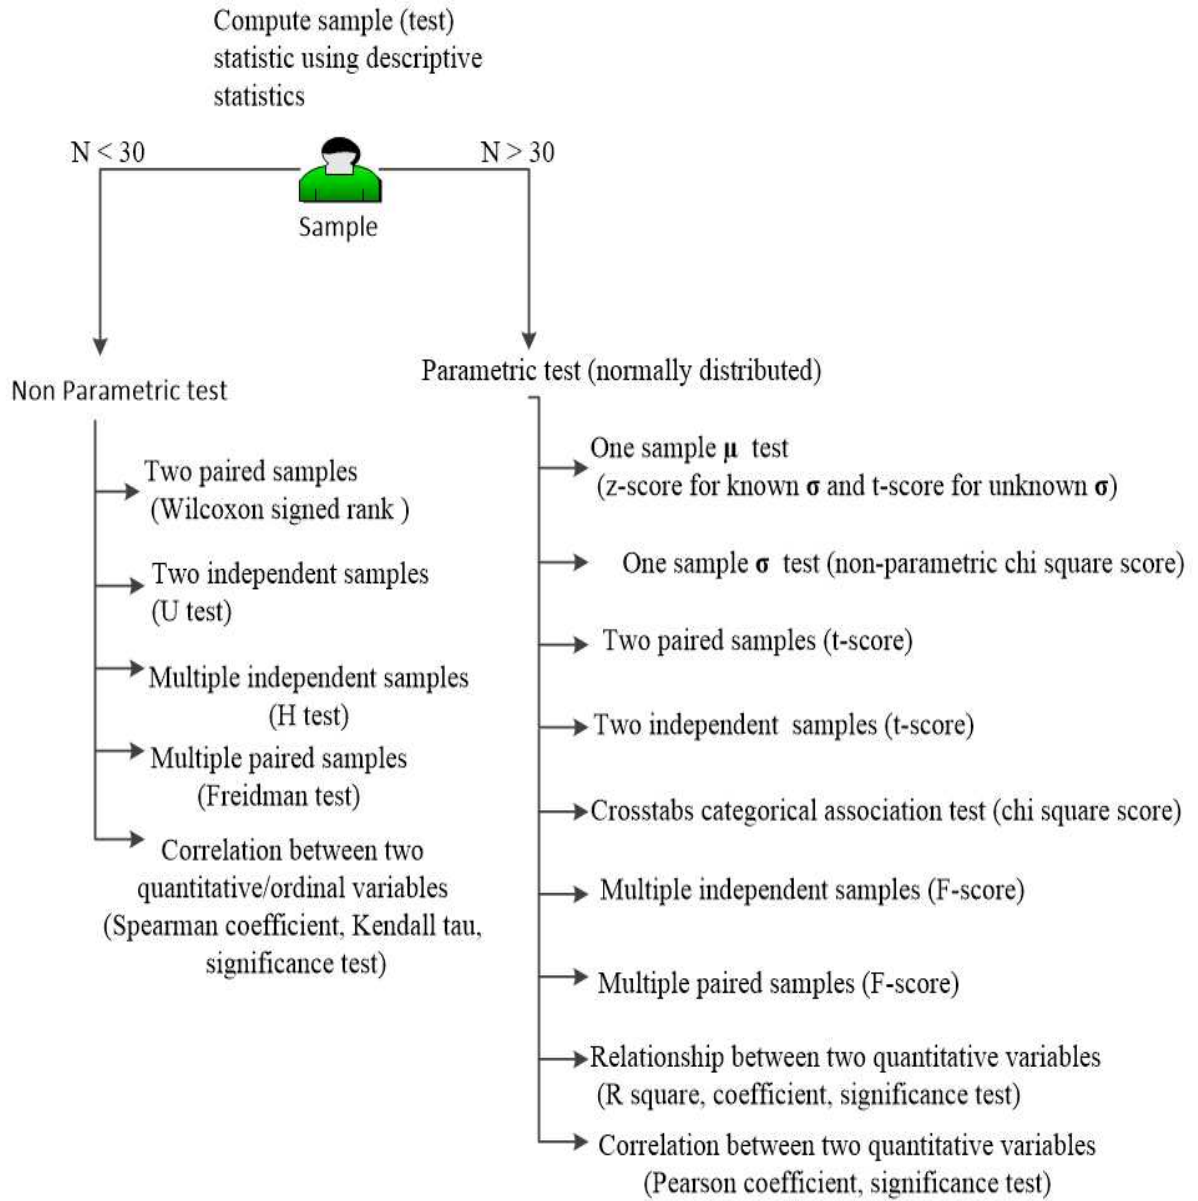 Compute sample (test)
statistic using descriptive
statistics
N < 30
N > 30
Sample
Non Parametric test
Two paired samples
(Wilcoxon signed rank )
Two independent samples
(U test)
Multiple independent samples
(H test)
Multiple paired samples
(Freidman test)
Correlation between two
quantitative/ordinal variables
(Spearman coefficient, Kendall tau,
significance test)
Parametric test (normally distributed)
One sample μ test
(z-score for known σ and t-score for unknown σ)
One sample σ test (non-parametric chi square score)
Two paired samples (t-score)
Two independent samples (t-score)
Crosstabs categorical association test (chi square score)
Multiple independent samples (F-score)
Multiple paired samples (F-score)
Relationship between two quantitative variables
(R square, coefficient, significance test)
Correlation between two quantitative variables
(Pearson coefficient, significance test)